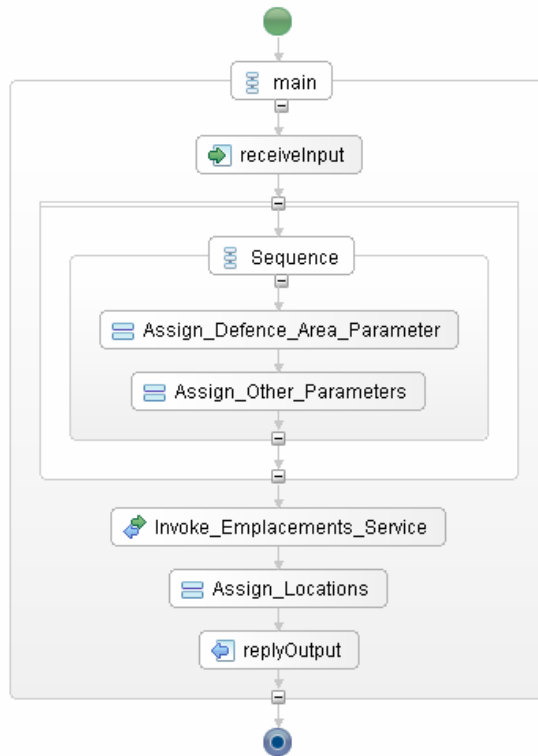 main
receiveInput
Sequence
Assign_Defence_Area_Parameter
Assign_Other_Parameters
Invoke_Emplacements_Service
Assign_Locations
replyOutput